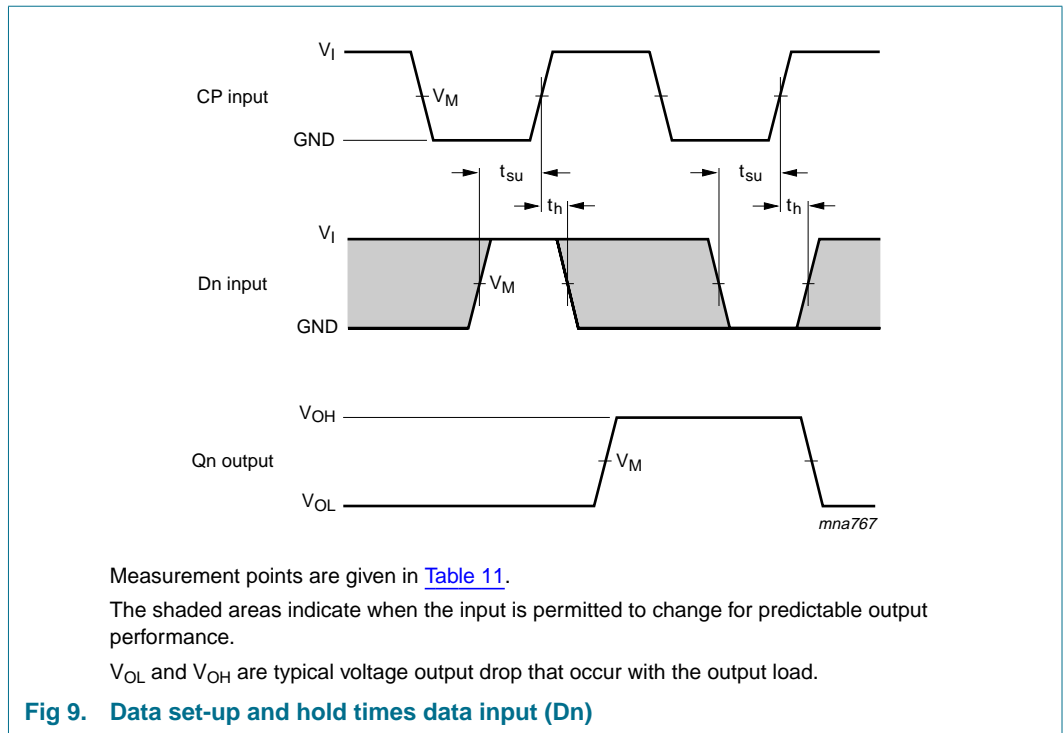 VI
CP input
VM
GND
tsu
tsu
th
th
VI
Dn input
VM
GND
VOH
Qn output
VM
VOL
mna767
Measurement points are given in Table 11.
The shaded areas indicate when the input is permitted to change for predictable output
performance.
VOL and VOH are typical voltage output drop that occur with the output load.
Fig 9. Data set-up and hold times data input (Dn)